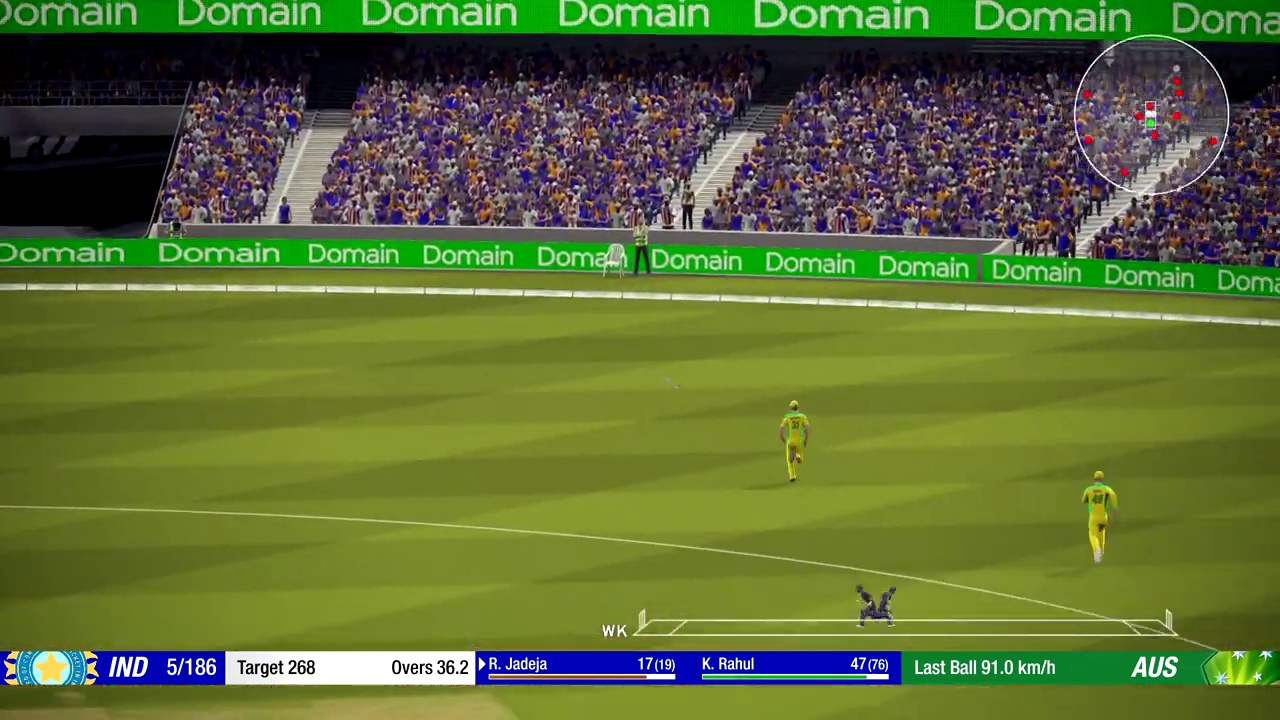 Domain Domain Domain Domain Domain Domain Domain
Domain Domain Domain Domain Domain Domain Domain Domain Domain Domain
WK
IND 5/186 Target 268 Overs 36.2 R. Jadeja 17(19) K. Rahul 47(76) Last Ball 91.0 km/h AUS